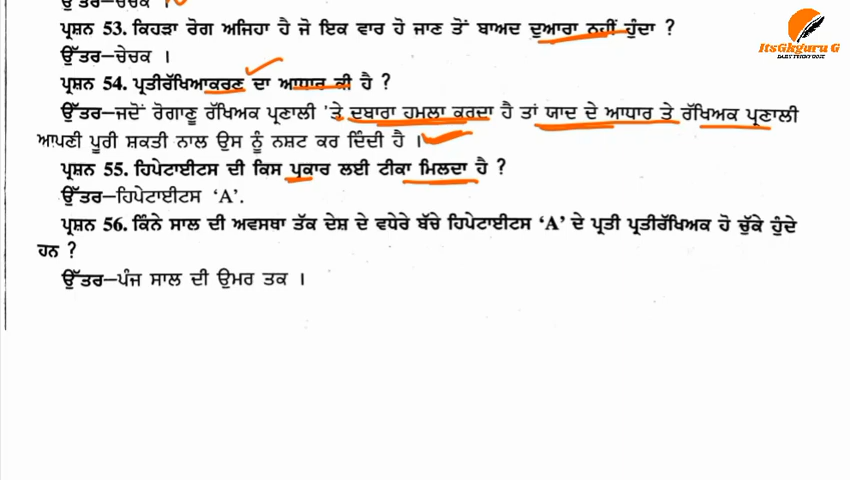 ਉੱਤਰ—ਚੇਚਕ
ਪ੍ਰਸ਼ਨ 53. ਕਿਹੜਾ ਰੋਗ ਅਜਿਹਾ ਹੈ ਜੋ ਇਕ ਵਾਰ ਹੋ ਜਾਣ ਤੋਂ ਬਾਅਦ ਦੁਆਰਾ ਨਹੀਂ ਹੁੰਦਾ ?
ItsGkguru G
ਉੱਤਰ—ਚੇਚਕ ।
ਪ੍ਰਸ਼ਨ 54. ਪ੍ਰਤੀਰੱਖਿਆਕਰਣ ਦਾ ਆਧਾਰ ਕੀ ਹੈ ?
ਉੱਤਰ—ਜਦੋਂ ਰੋਗਾਣੂ ਰੱਖਿਅਕ ਪ੍ਰਣਾਲੀ 'ਤੇ ਦਬਾਰਾ ਹਮਲਾ ਕਰਦਾ ਹੈ ਤਾਂ ਯਾਦ ਦੇ ਆਧਾਰ ਤੇ ਰੱਖਿਅਕ ਪ੍ਰਣਾਲੀ
ਆਪਣੀ ਪੂਰੀ ਸ਼ਕਤੀ ਨਾਲ ਉਸ ਨੂੰ ਨਸ਼ਟ ਕਰ ਦਿੰਦੀ ਹੈ ।
ਪ੍ਰਸ਼ਨ 55. ਹਿਪੇਟਾਈਟਸ ਦੀ ਕਿਸ ਪ੍ਰਕਾਰ ਲਈ ਟੀਕਾ ਮਿਲਦਾ ਹੈ ?
ਉੱਤਰ—ਹਿਪੇਟਾਈਟਸ ‘A’.
ਪ੍ਰਸ਼ਨ 56. ਕਿੰਨੇ ਸਾਲ ਦੀ ਅਵਸਥਾ ਤੱਕ ਦੇਸ਼ ਦੇ ਵਧੇਰੇ ਬੱਚੇ ਹਿਪੇਟਾਈਟਸ ‘A’ ਦੇ ਪ੍ਰਤੀ ਪ੍ਰਤੀਰੱਖਿਅਕ ਹੋ ਚੁੱਕੇ ਹੁੰਦੇ
ਹਨ ?
ਉੱਤਰ—ਪੰਜ ਸਾਲ ਦੀ ਉਮਰ ਤਕ ।